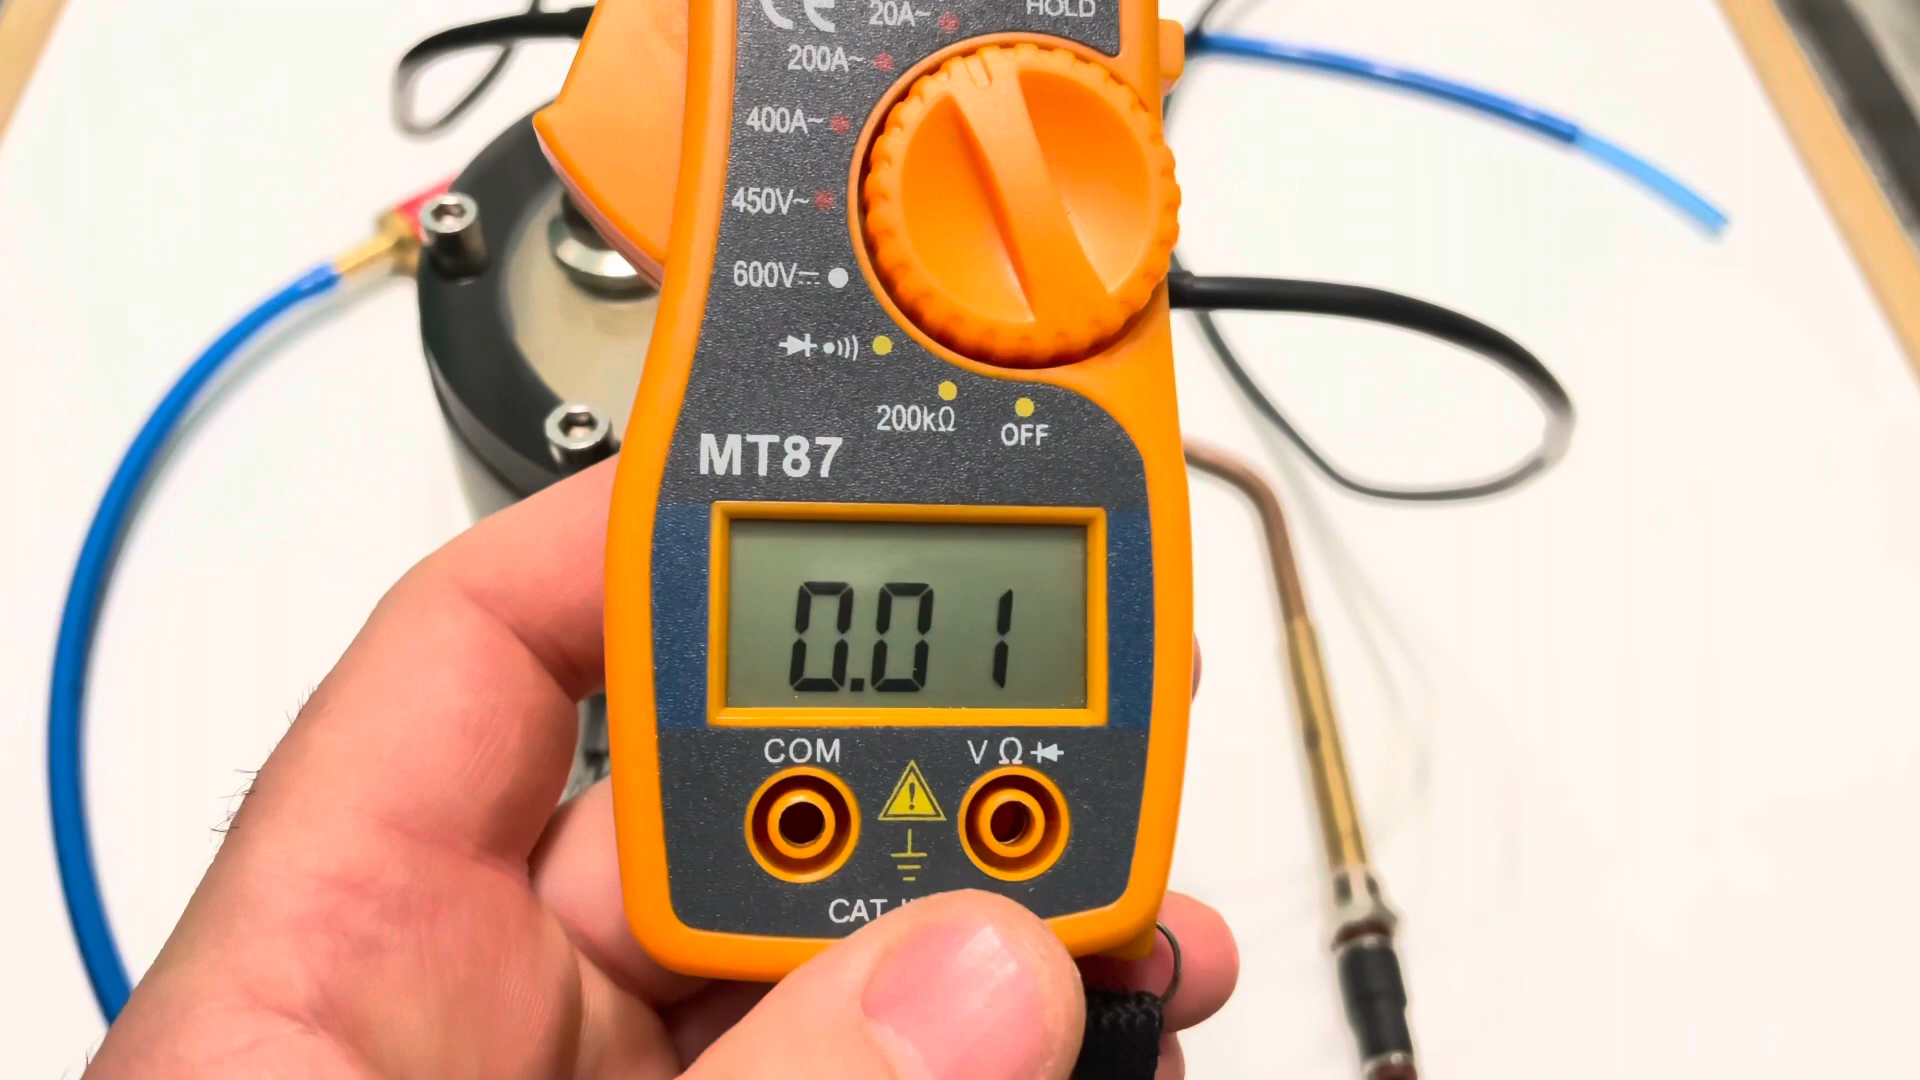 CE 20A~ HOLD
200A~
400A~
450V~
600V⎓
200kΩ
OFF
MT87
0.01
COM VΩ
CAT